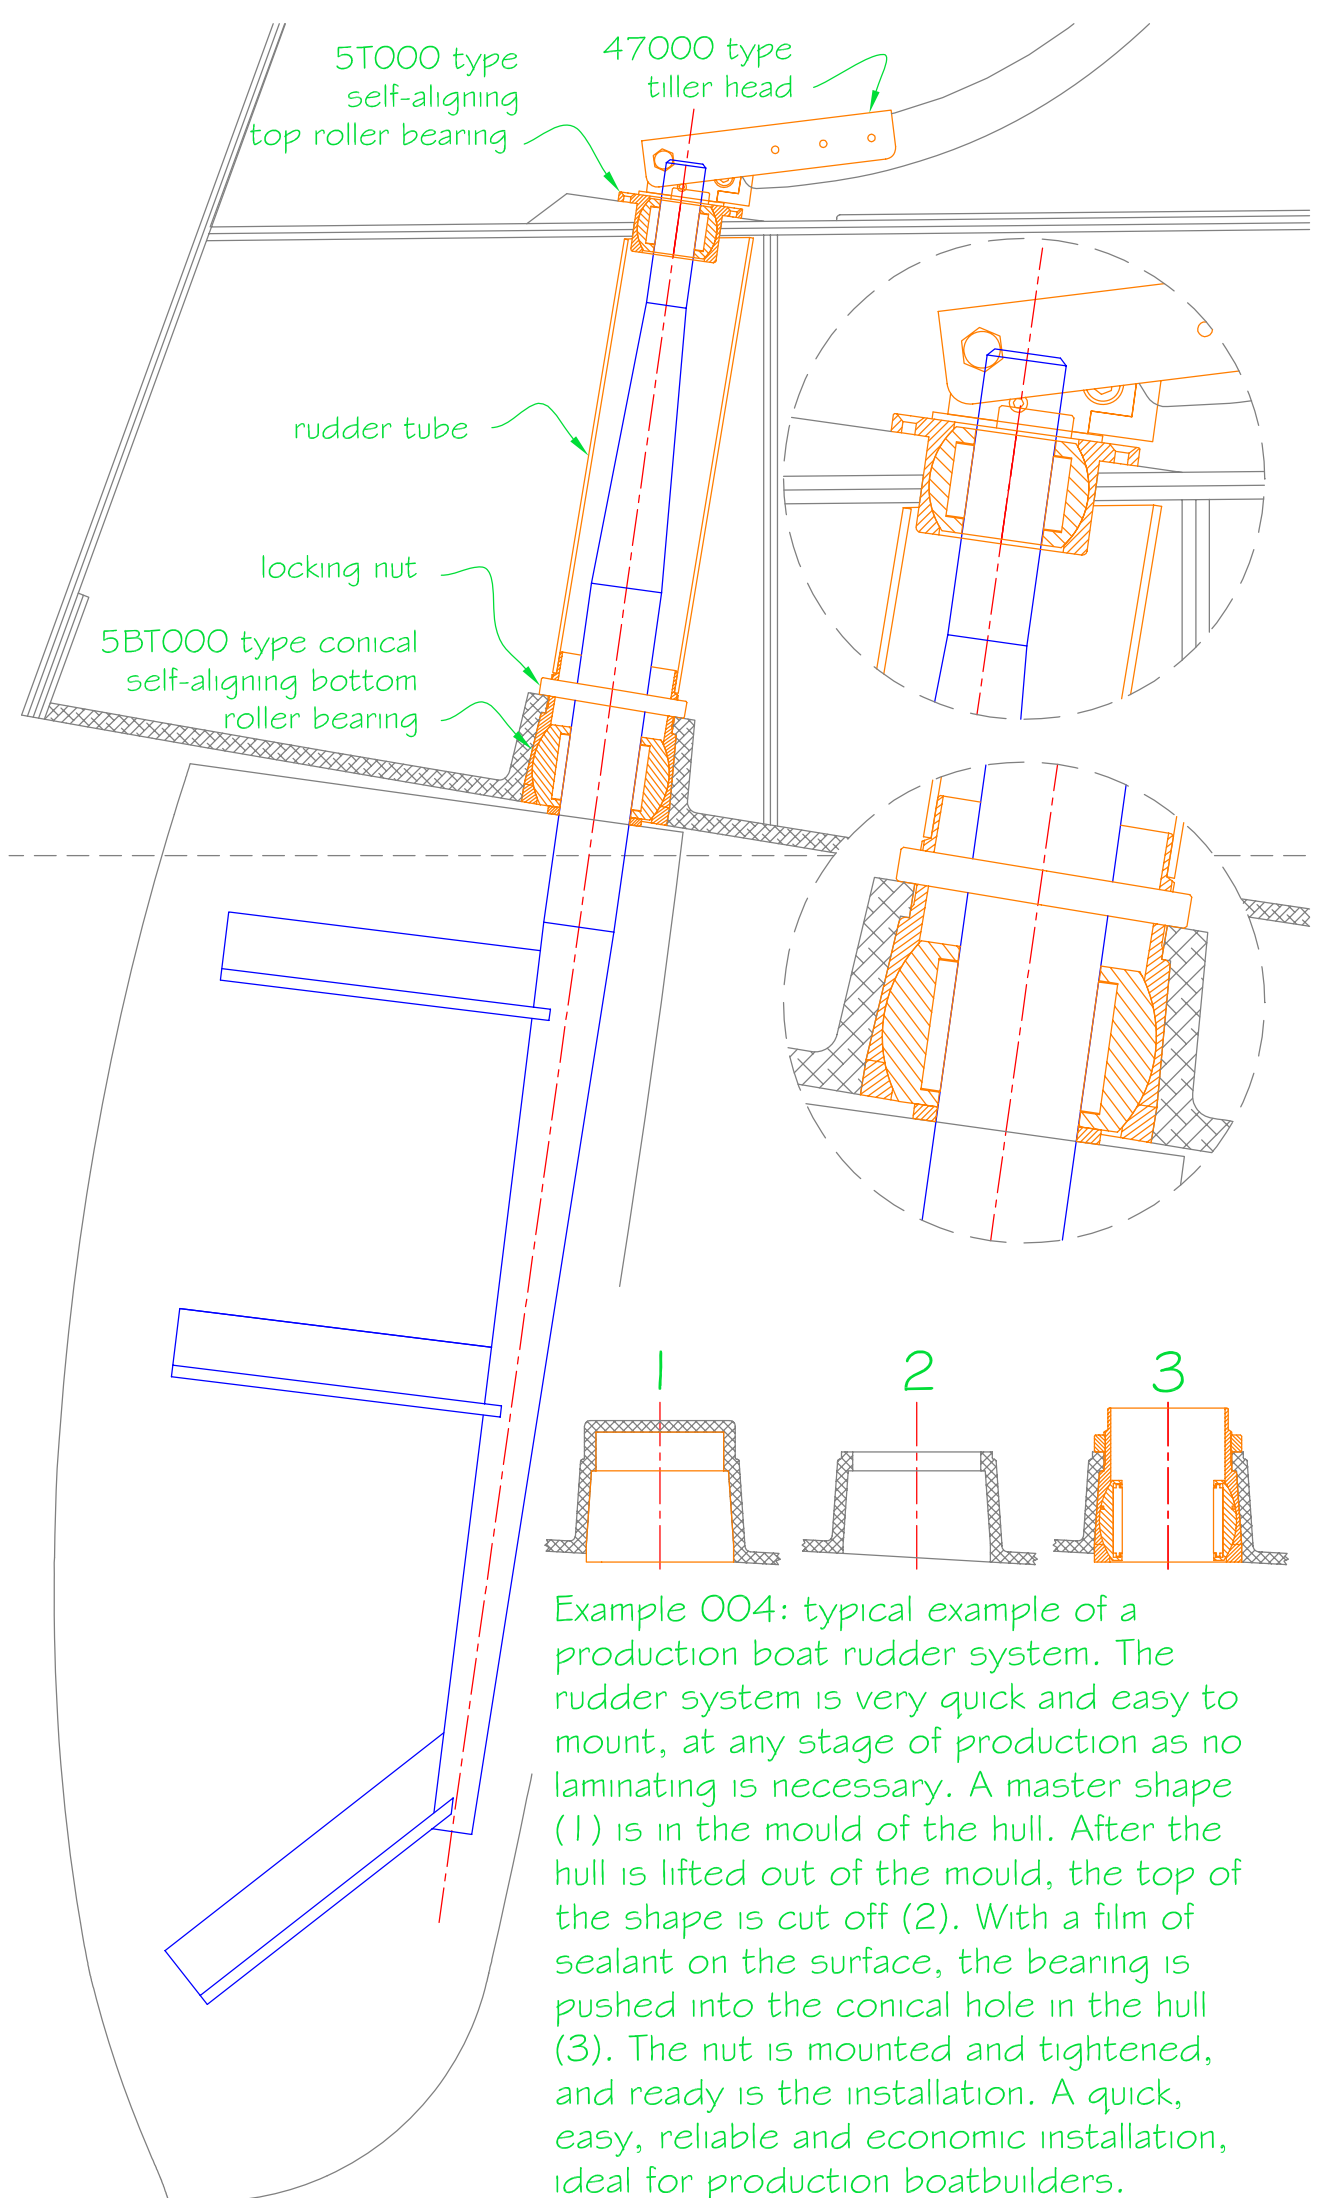 5T000 type
self-aligning
top roller bearing
47000 type
tiller head
rudder tube
locking nut
5BT000 type conical
self-aligning bottom
roller bearing
1
2
3
Example 004: typical example of a
production boat rudder system. The
rudder system is very quick and easy to
mount, at any stage of production as no
laminating is necessary. A master shape
(1) is in the mould of the hull. After the
hull is lifted out of the mould, the top of
the shape is cut off (2). With a film of
sealant on the surface, the bearing is
pushed into the conical hole in the hull
(3). The nut is mounted and tightened,
and ready is the installation. A quick,
easy, reliable and economic installation,
ideal for production boatbuilders.